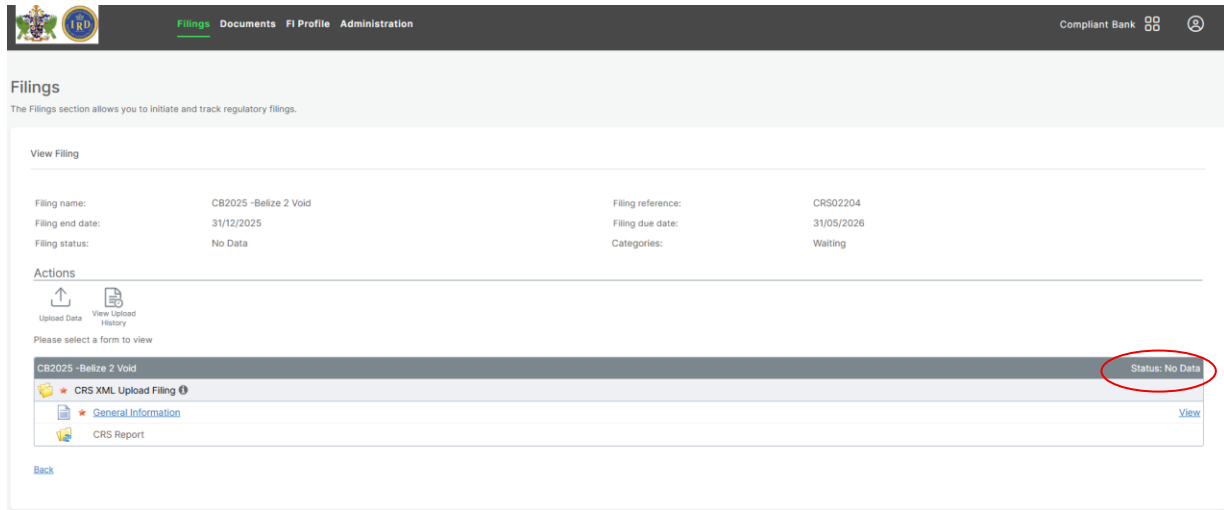 IRD
Filings Documents FI Profile Administration
Compliant Bank
Filings
The Filings section allows you to initiate and track regulatory filings.
View Filing
Filing name: CB2025 -Belize 2 Void Filing reference: CRS02204
Filing end date: 31/12/2025 Filing due date: 31/05/2026
Filing status: No Data Categories: Waiting
Actions
Upload Data View Upload
History
Please select a form to view
CB2025 -Belize 2 Void Status: No Data
CRS XML Upload Filing
General Information View
CRS Report
Back